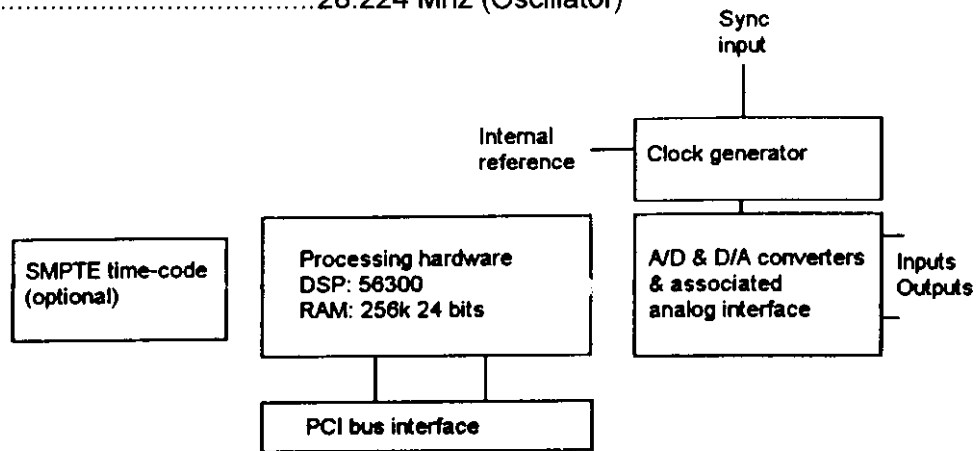 ....................................28.224 Mhz (Oscillator)
Sync
input
Internal
reference
Clock generator
SMPTE time-code
(optional)
Processing hardware
DSP: 56300
RAM: 256k 24 bits
A/D & D/A converters
& associated
analog interface
Inputs
Outputs
PCI bus interface